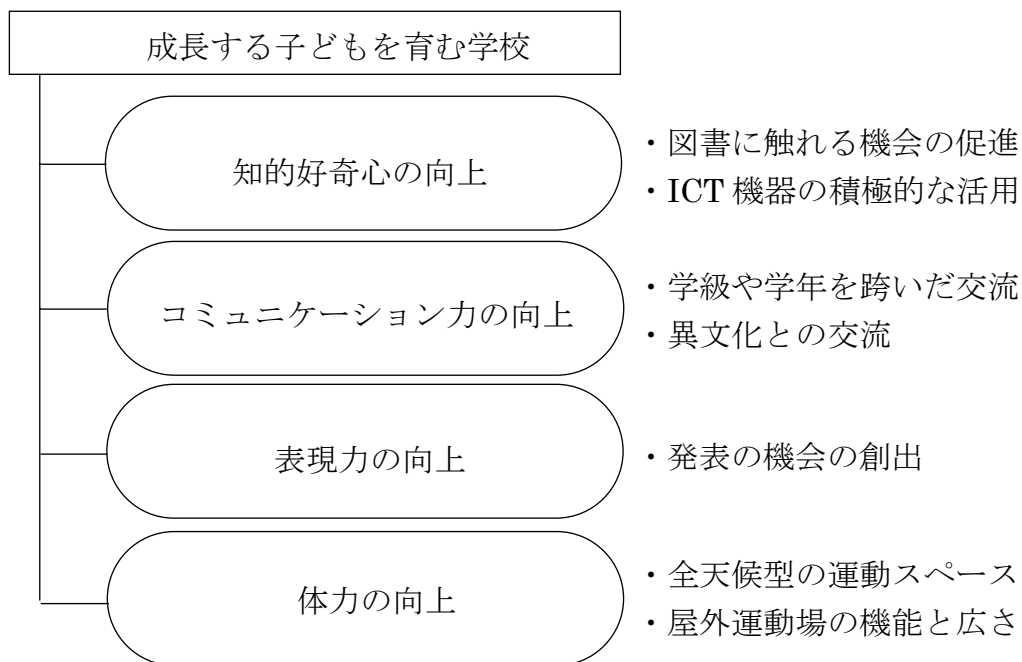 成長する子どもを育む学校
知的好奇心の向上
・図書に触れる機会の促進
・ICT 機器の積極的な活用
コミュニケーション力の向上
・学級や学年を跨いだ交流
・異文化との交流
表現力の向上
・発表の機会の創出
体力の向上
・全天候型の運動スペース
・屋外運動場の機能と広さ